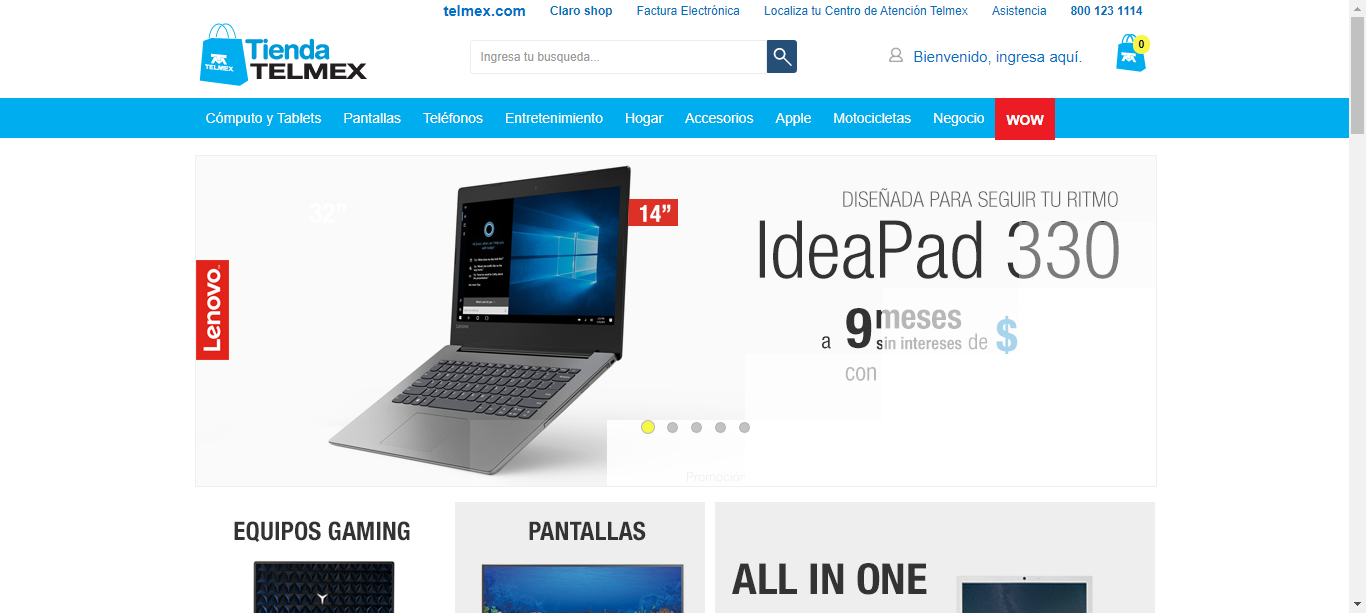 telmex.com Claro shop Factura Electrónica Localiza tu Centro de Atención Telmex Asistencia 800 123 1114
Tienda
TELMEX
TELMEX
Ingresa tu busqueda...
Bienvenido, ingresa aquí.
0
Cómputo y Tablets Pantallas Teléfonos Entretenimiento Hogar Accesorios Apple Motocicletas Negocio WOW
32”
14”
Lenovo
DISEÑADA PARA SEGUIR TU RITMO
IdeaPad 330
a 9 meses
sin intereses de $
con
Promoción
EQUIPOS GAMING
PANTALLAS
ALL IN ONE